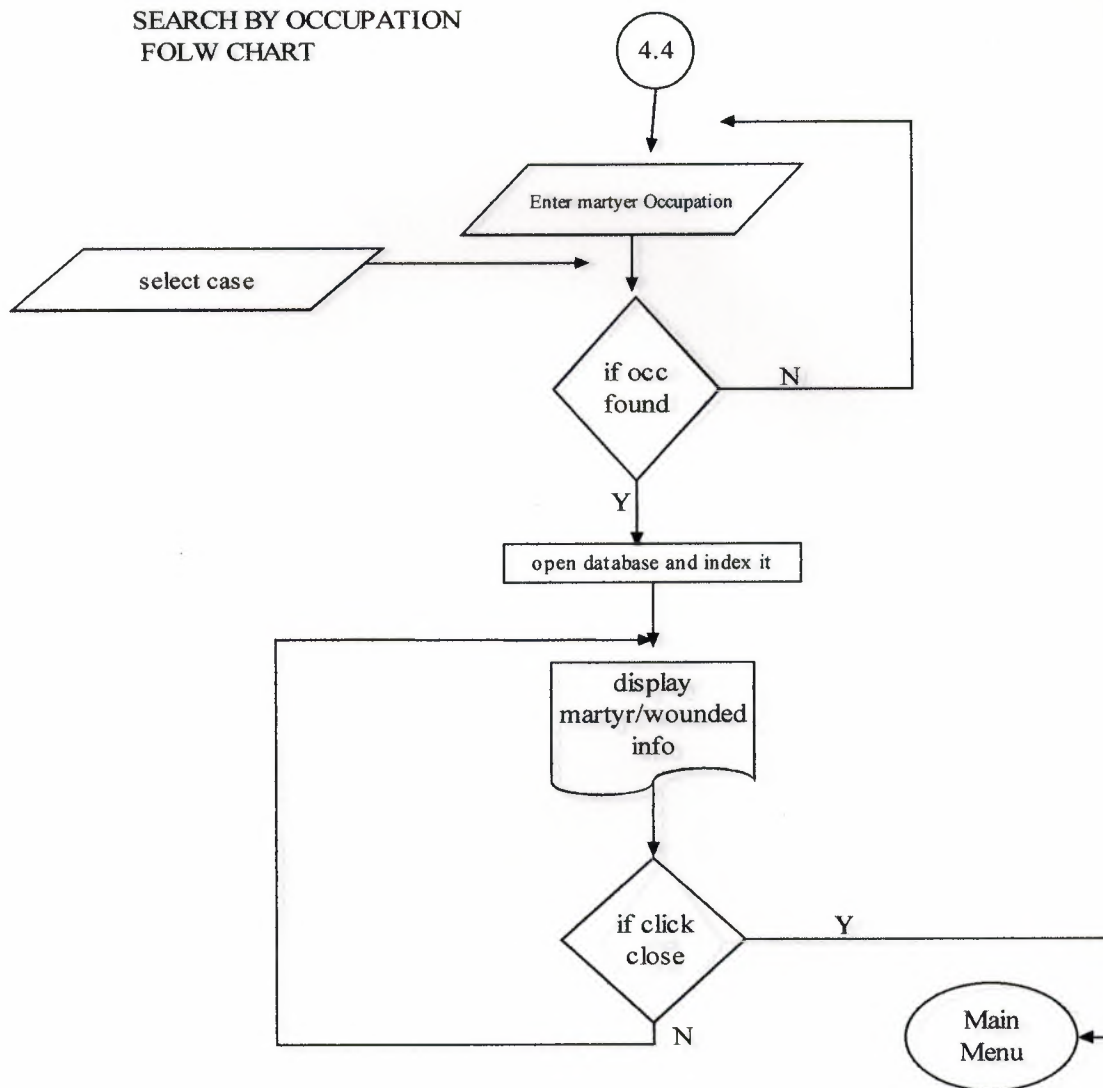 SEARCH BY OCCUPATION
FOLW CHART
4.4
Enter martyer Occupation
select case
if occ
found
N
Y
open database and index it
display
martyr/wounded
info
if click
close
Y
N
Main
Menu